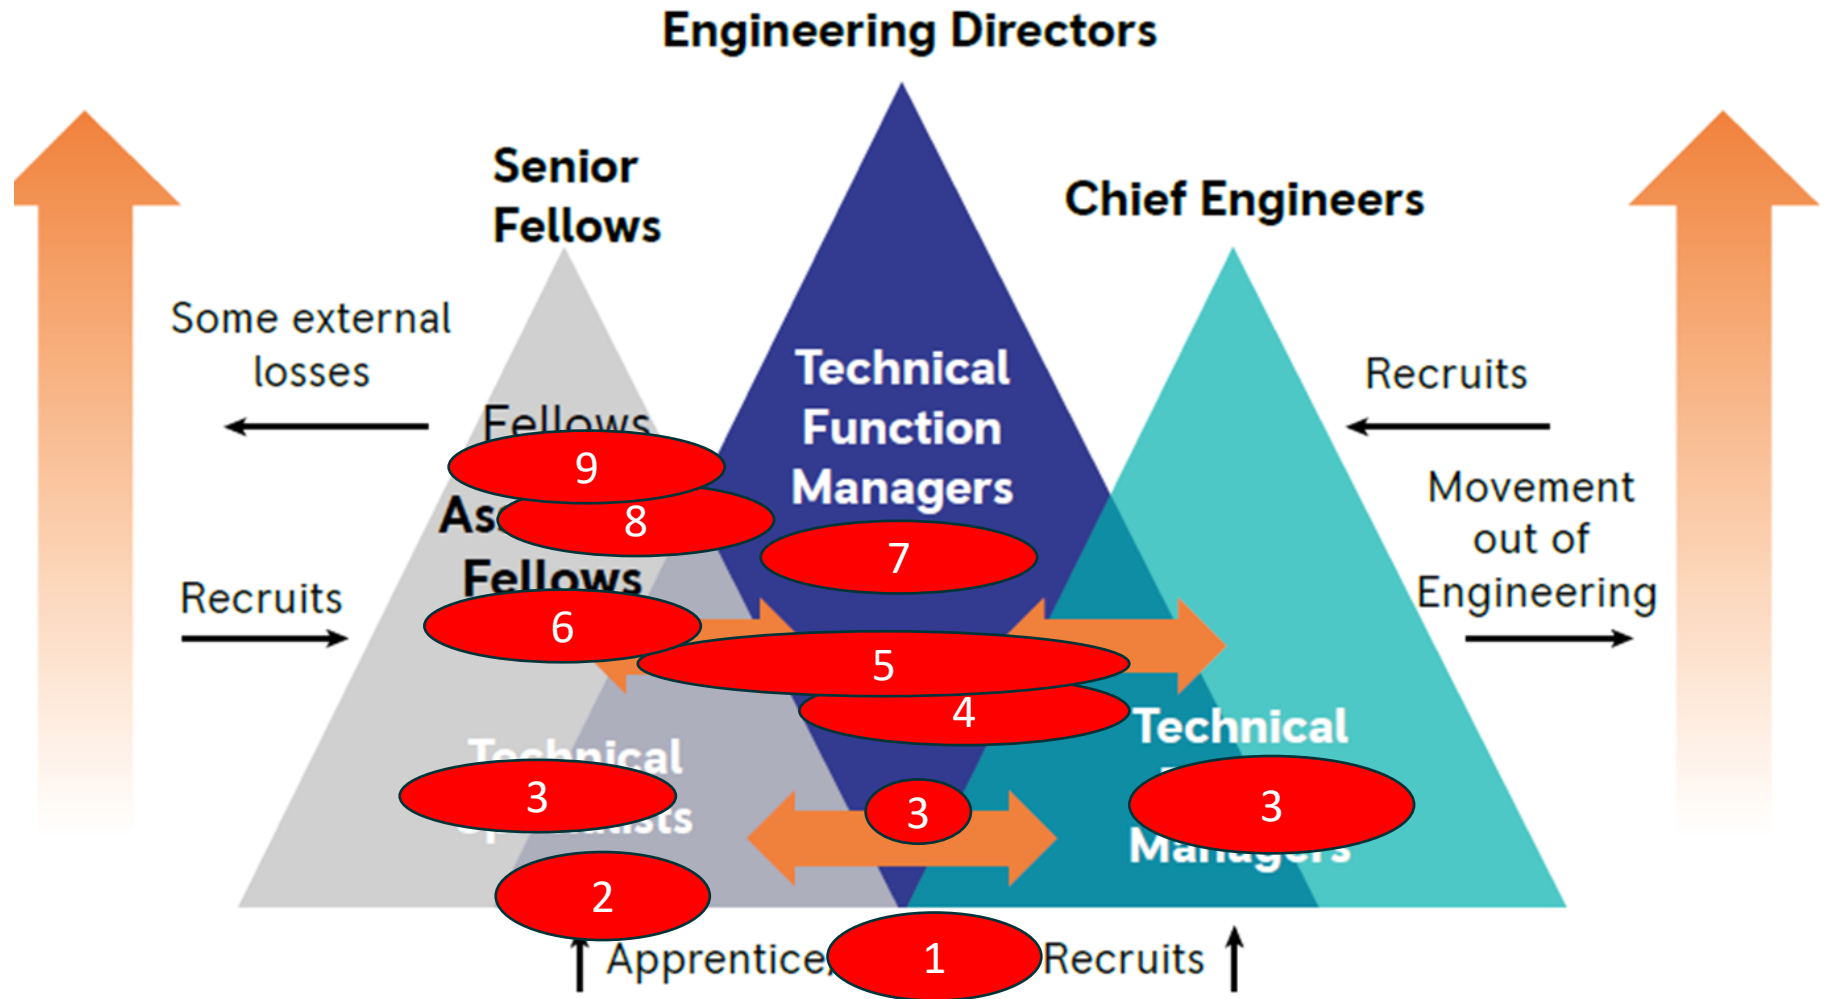 Engineering Directors
Senior
Fellows
Chief Engineers
Some external
losses
Technical
Function
Managers
Recruits
Fellows
9
8
7
Movement
out of
Engineering
Fellows
Recruits
6
5
4
Technical
Technical
3
3
3
Managers
2
Apprentice/
1
Recruits